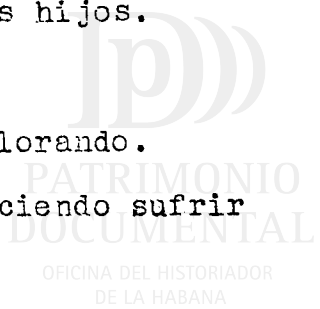 s hijos.
lorando.
ciendo sufrir
PATRIMONIO
DOCUMENTAL
OFICINA DEL HISTORIADOR
DE LA HABANA